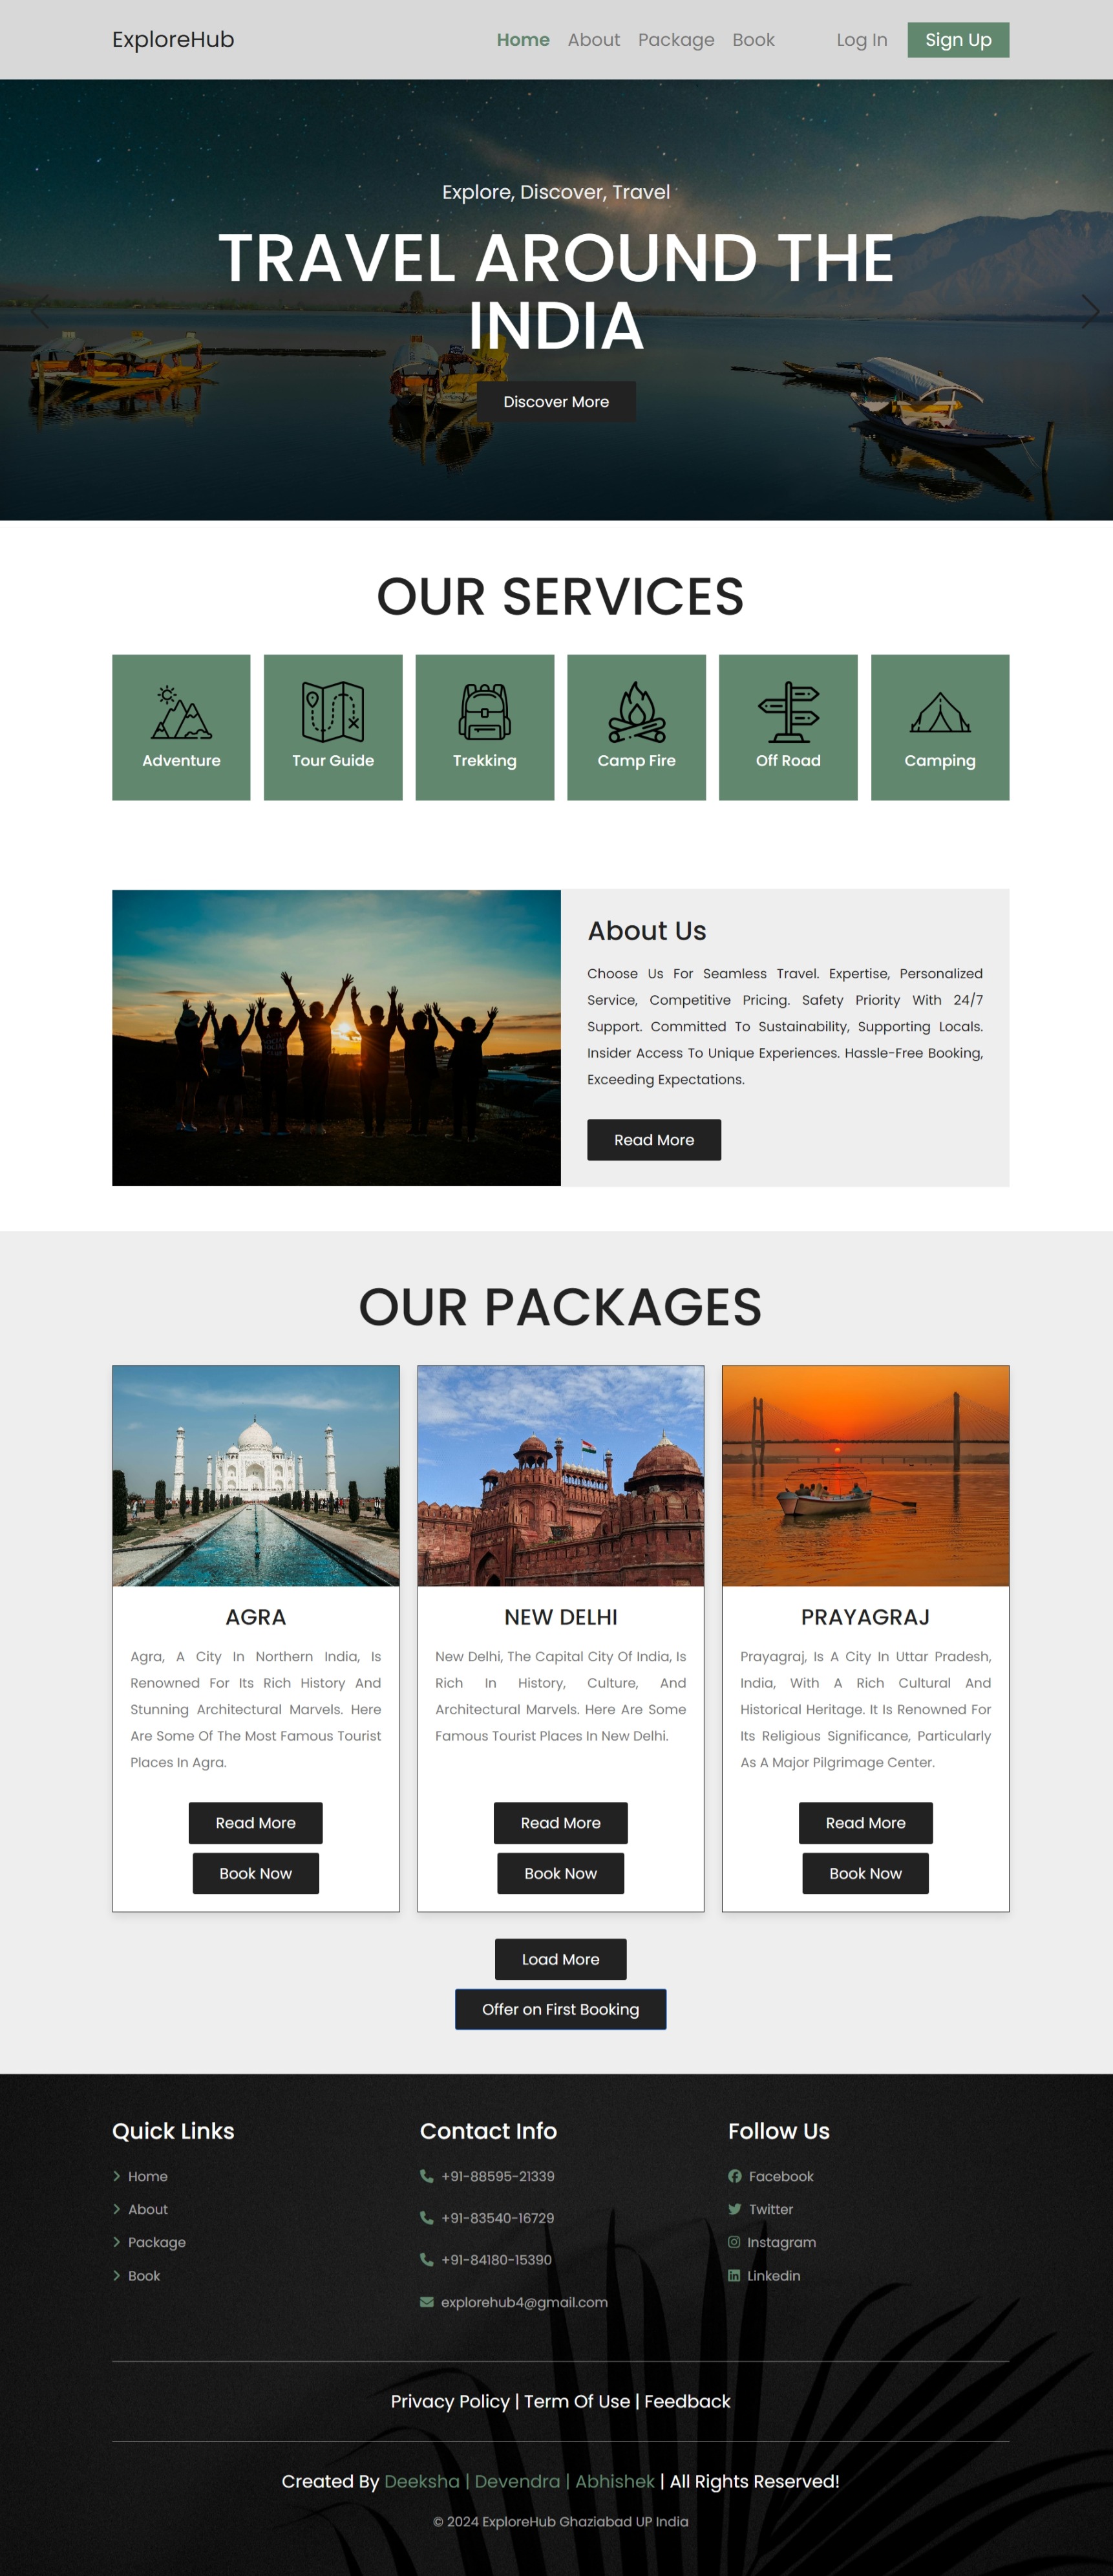 ExploreHub
Home About Package Book Log In Sign Up
Explore, Discover, Travel
TRAVEL AROUND THE
INDIA
Discover More
OUR SERVICES
Adventure
Tour Guide
Trekking
Camp Fire
Off Road
Camping
About Us
Choose Us For Seamless Travel. Expertise, Personalized
Service, Competitive Pricing. Safety Priority With 24/7
Support. Committed To Sustainability, Supporting Locals.
Insider Access To Unique Experiences. Hassle-Free Booking,
Exceeding Expectations.
Read More
OUR PACKAGES
AGRA
Agra, A City In Northern India, Is
Renowned For Its Rich History And
Stunning Architectural Marvels. Here
Are Some Of The Most Famous Tourist
Places In Agra.
Read More
Book Now
NEW DELHI
New Delhi, The Capital City Of India, Is
Rich In History, Culture, And
Architectural Marvels. Here Are Some
Famous Tourist Places In New Delhi.
Read More
Book Now
PRAYAGRAJ
Prayagraj, Is A City In Uttar Pradesh,
India, With A Rich Cultural And
Historical Heritage. It Is Renowned For
Its Religious Significance, Particularly
As A Major Pilgrimage Center.
Read More
Book Now
Load More
Offer on First Booking
Quick Links
Home
About
Package
Book
Contact Info
+91-88595-21339
+91-83540-16729
+91-84180-15390
explorehub4@gmail.com
Follow Us
Facebook
Twitter
Instagram
Linkedin
Privacy Policy | Term Of Use | Feedback
Created By Deeksha | Devendra | Abhishek | All Rights Reserved!
© 2024 ExploreHub Ghaziabad UP India